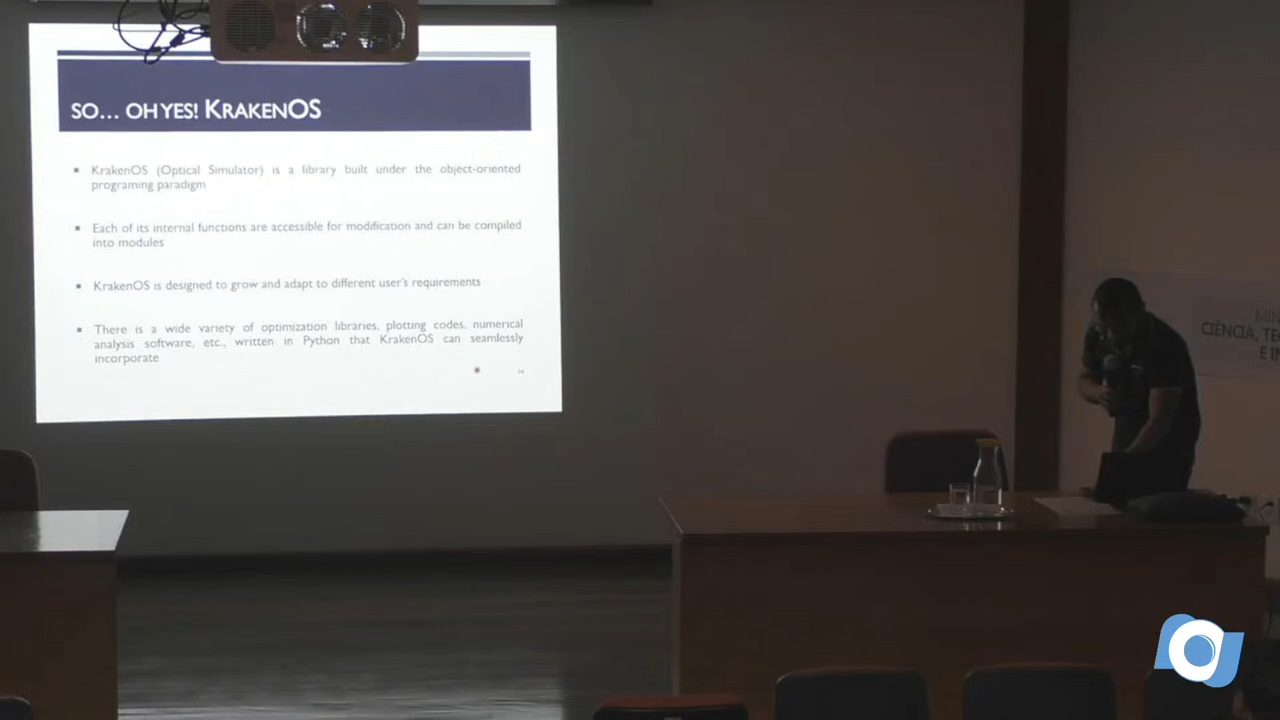 SO... OH YES! KRAKENOS
KrakenOS (Optical Simulator) is a library built under the object-oriented
programing paradigm
Each of its internal functions are accessible for modification and can be compiled
into modules
KrakenOS is designed to grow and adapt to different user's requirements
There is a wide variety of optimization libraries, plotting codes, numerical
analysis software, etc., written in Python that KrakenOS can seamlessly
incorporate
24
CIÊNCIA, TE